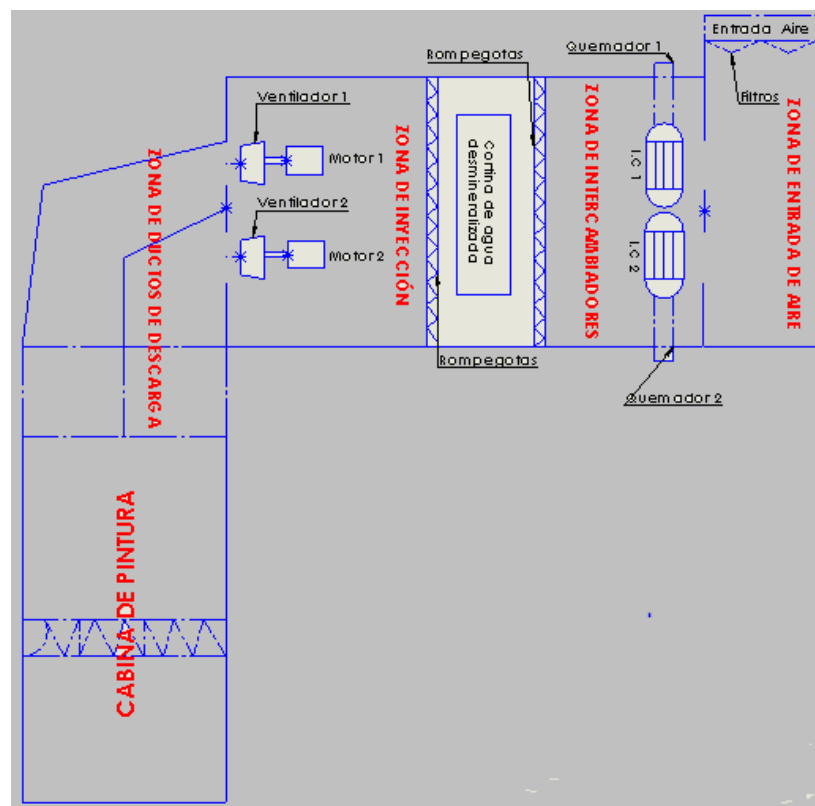 Entrada Aire
Quemador 1
Rompegotas
Filtros
Ventilador 1
Motor 1
Ventilador 2
Motor 2
ZONA DE DUCTOS DE DESCARGA
ZONA DE INYECCIÓN
Cortina de agua
desmineralizada
ZONA DE INTERCAMBIADORES
I.C 1
I.C 2
ZONA DE ENTRADA DE AIRE
Rompegotas
Quemador 2
CABINA DE PINTURA